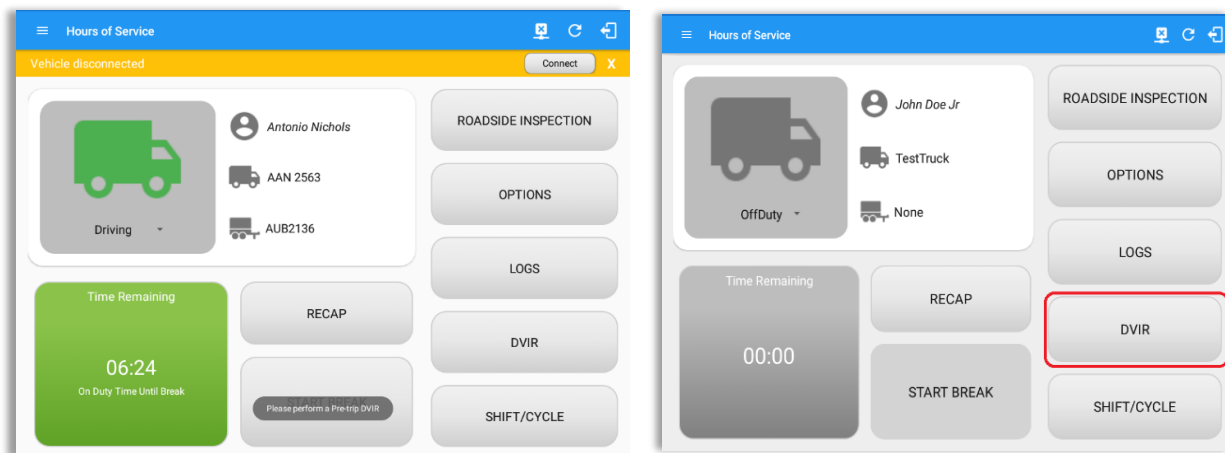 Hours of Service
Vehicle disconnected
Connect
X
Antonio Nichols
AAN 2563
AUB2136
Driving
ROADSIDE INSPECTION
OPTIONS
LOGS
DVIR
SHIFT/CYCLE
Time Remaining
06:24
On Duty Time Until Break
RECAP
START BREAK
Please perform a Pre-trip DVIR
Hours of Service
John Doe Jr
TestTruck
None
OffDuty
ROADSIDE INSPECTION
OPTIONS
LOGS
DVIR
SHIFT/CYCLE
Time Remaining
00:00
RECAP
START BREAK